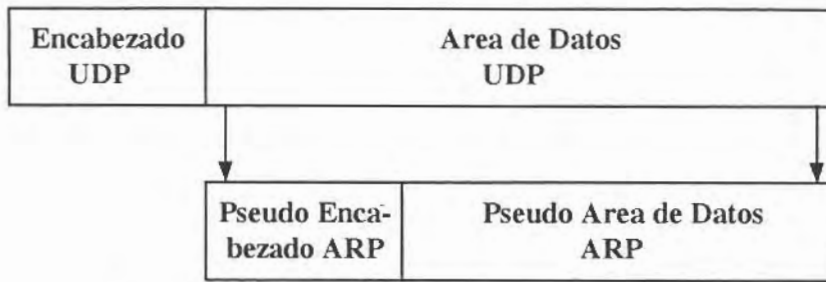 Encabezado
UDP
Area de Datos
UDP
Pseudo Enca-
bezado ARP
Pseudo Area de Datos
ARP